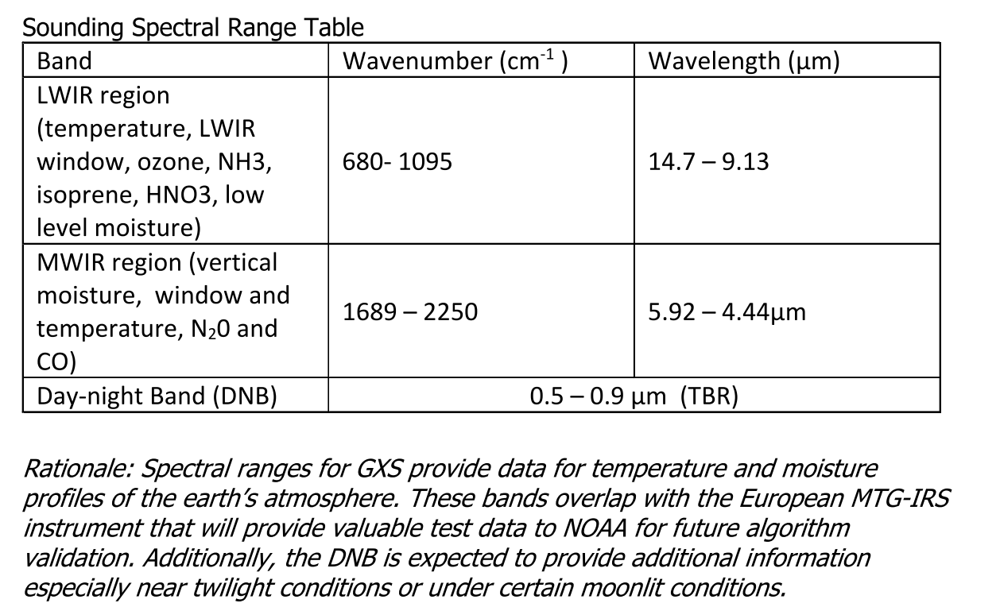 Sounding Spectral Range Table
Band
Wavenumber (cm⁻¹ )
Wavelength (μm)
LWIR region
(temperature, LWIR
window, ozone, NH3,
isoprene, HNO3, low
level moisture)
680- 1095
14.7 – 9.13
MWIR region (vertical
moisture,  window and
temperature, N₂0 and
CO)
1689 – 2250
5.92 – 4.44μm
Day-night Band (DNB)
0.5 – 0.9 μm  (TBR)
Rationale: Spectral ranges for GXS provide data for temperature and moisture
profiles of the earth’s atmosphere. These bands overlap with the European MTG-IRS
instrument that will provide valuable test data to NOAA for future algorithm
validation. Additionally, the DNB is expected to provide additional information
especially near twilight conditions or under certain moonlit conditions.